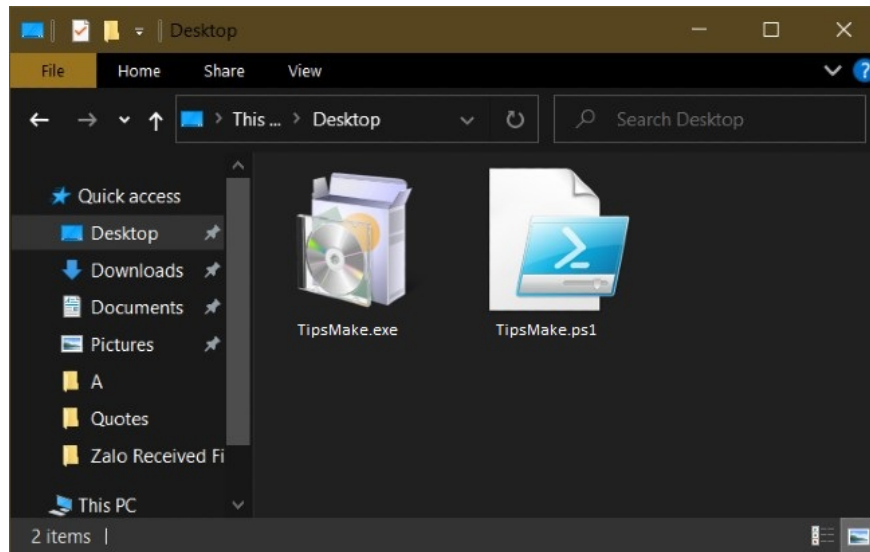 Desktop
File Home Share View
This ... Desktop Search Desktop
Quick access
Desktop
Downloads
Documents
Pictures
A
Quotes
Zalo Received Fi
This PC
TipsMake.exe TipsMake.ps1
2 items